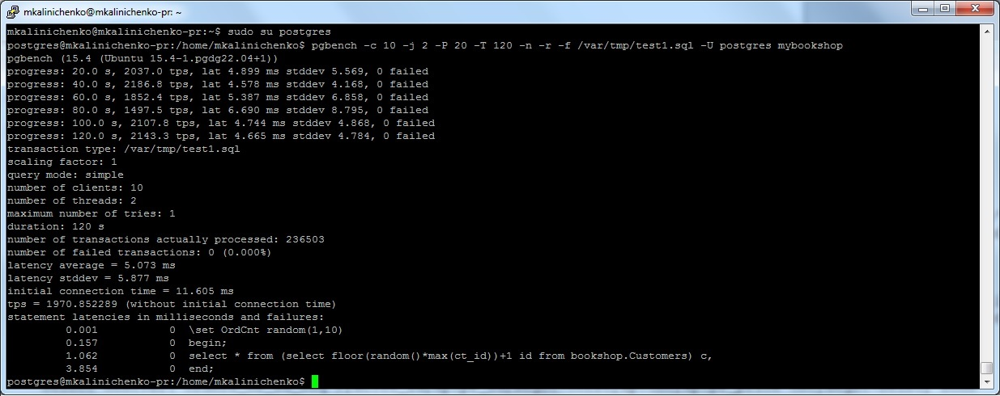 mkalinichenko@mkalinichenko-pr: ~
mkalinichenko@mkalinichenko-pr:~$ sudo su postgres
postgres@mkalinichenko-pr:/home/mkalinichenko$ pgbench -c 10 -j 2 -P 20 -T 120 -n -r -f /var/tmp/test1.sql -U postgres mybookshop
pgbench (15.4 (Ubuntu 15.4-1.pgdg22.04+1))
progress: 20.0 s, 2037.0 tps, lat 4.899 ms stddev 5.569, 0 failed
progress: 40.0 s, 2186.8 tps, lat 4.578 ms stddev 4.168, 0 failed
progress: 60.0 s, 1852.4 tps, lat 5.387 ms stddev 6.858, 0 failed
progress: 80.0 s, 1497.5 tps, lat 6.690 ms stddev 8.795, 0 failed
progress: 100.0 s, 2107.8 tps, lat 4.744 ms stddev 4.868, 0 failed
progress: 120.0 s, 2143.3 tps, lat 4.665 ms stddev 4.784, 0 failed
transaction type: /var/tmp/test1.sql
scaling factor: 1
query mode: simple
number of clients: 10
number of threads: 2
maximum number of tries: 1
duration: 120 s
number of transactions actually processed: 236503
number of failed transactions: 0 (0.000%)
latency average = 5.073 ms
latency stddev = 5.877 ms
initial connection time = 11.605 ms
tps = 1970.852289 (without initial connection time)
statement latencies in milliseconds and failures:
0.001 0 \set OrdCnt random(1,10)
0.157 0 begin;
1.062 0 select * from (select floor(random()*max(ct_id))+1 id from bookshop.Customers) c,
3.854 0 end;
postgres@mkalinichenko-pr:/home/mkalinichenko$